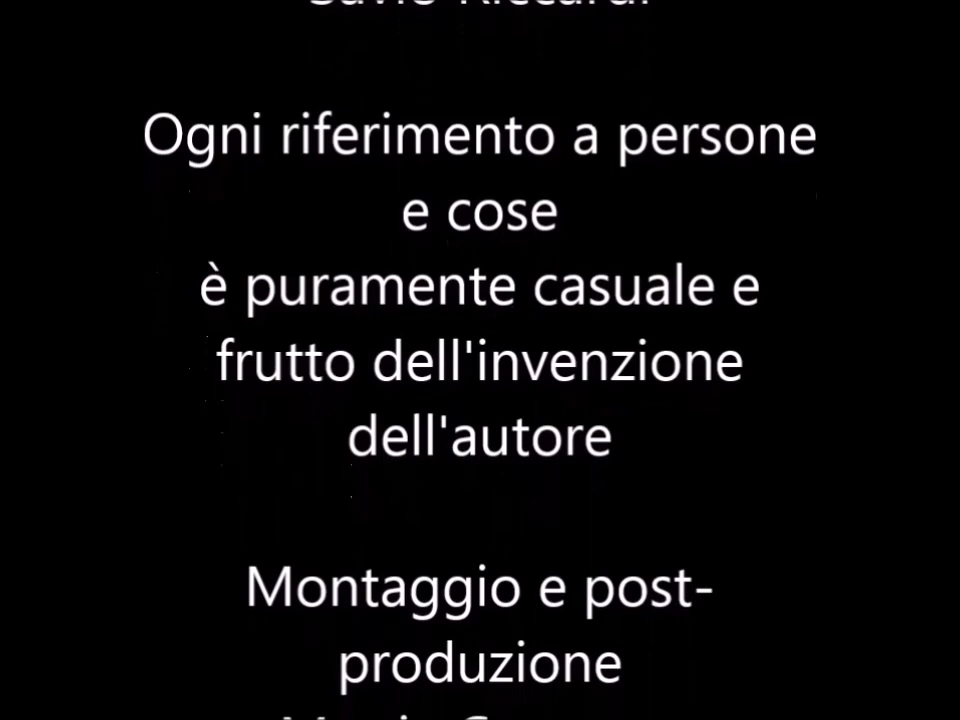 Ogni riferimento a persone
e cose
è puramente casuale e
frutto dell'invenzione
dell'autore
Montaggio e post-
produzione